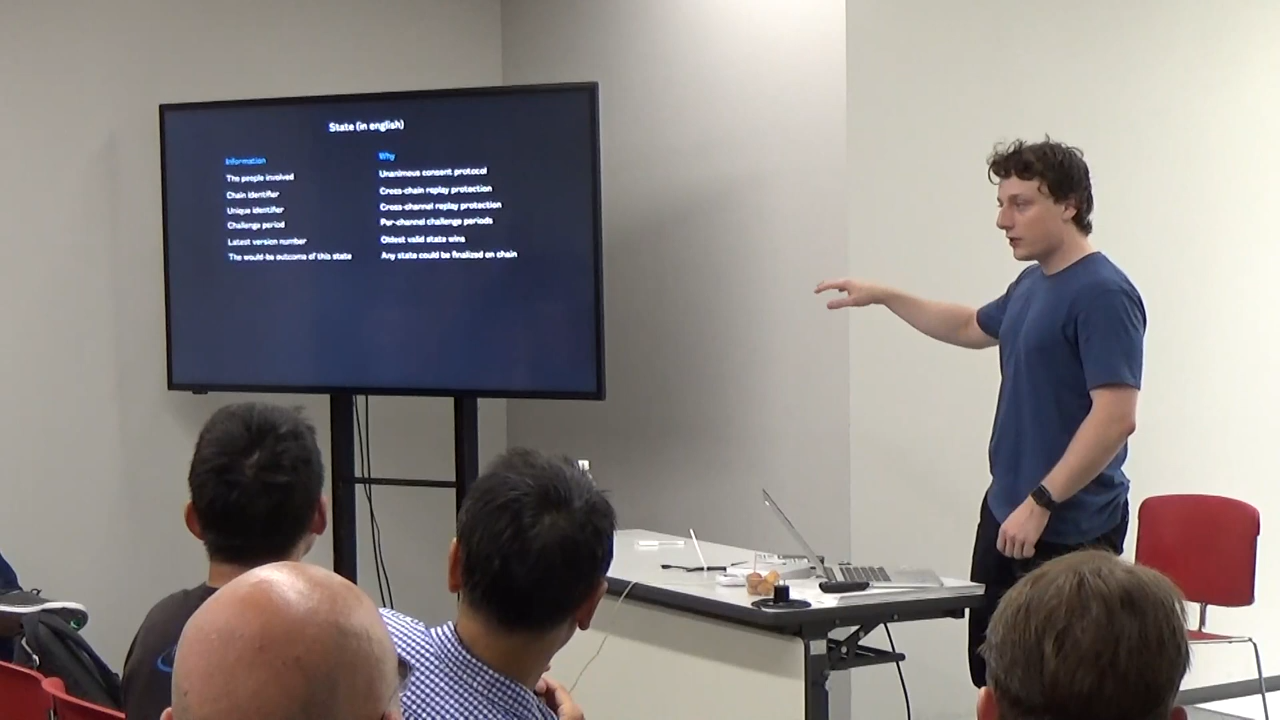 State (in english)
Information Why
The people involved Unanimous consent protocol
Chain identifier Cross-chain replay protection
Unique identifier Cross-channel replay protection
Challenge period Per-channel challenge periods
Latest version number Oldest valid state wins
The would-be outcome of this state Any state could be finalized on chain